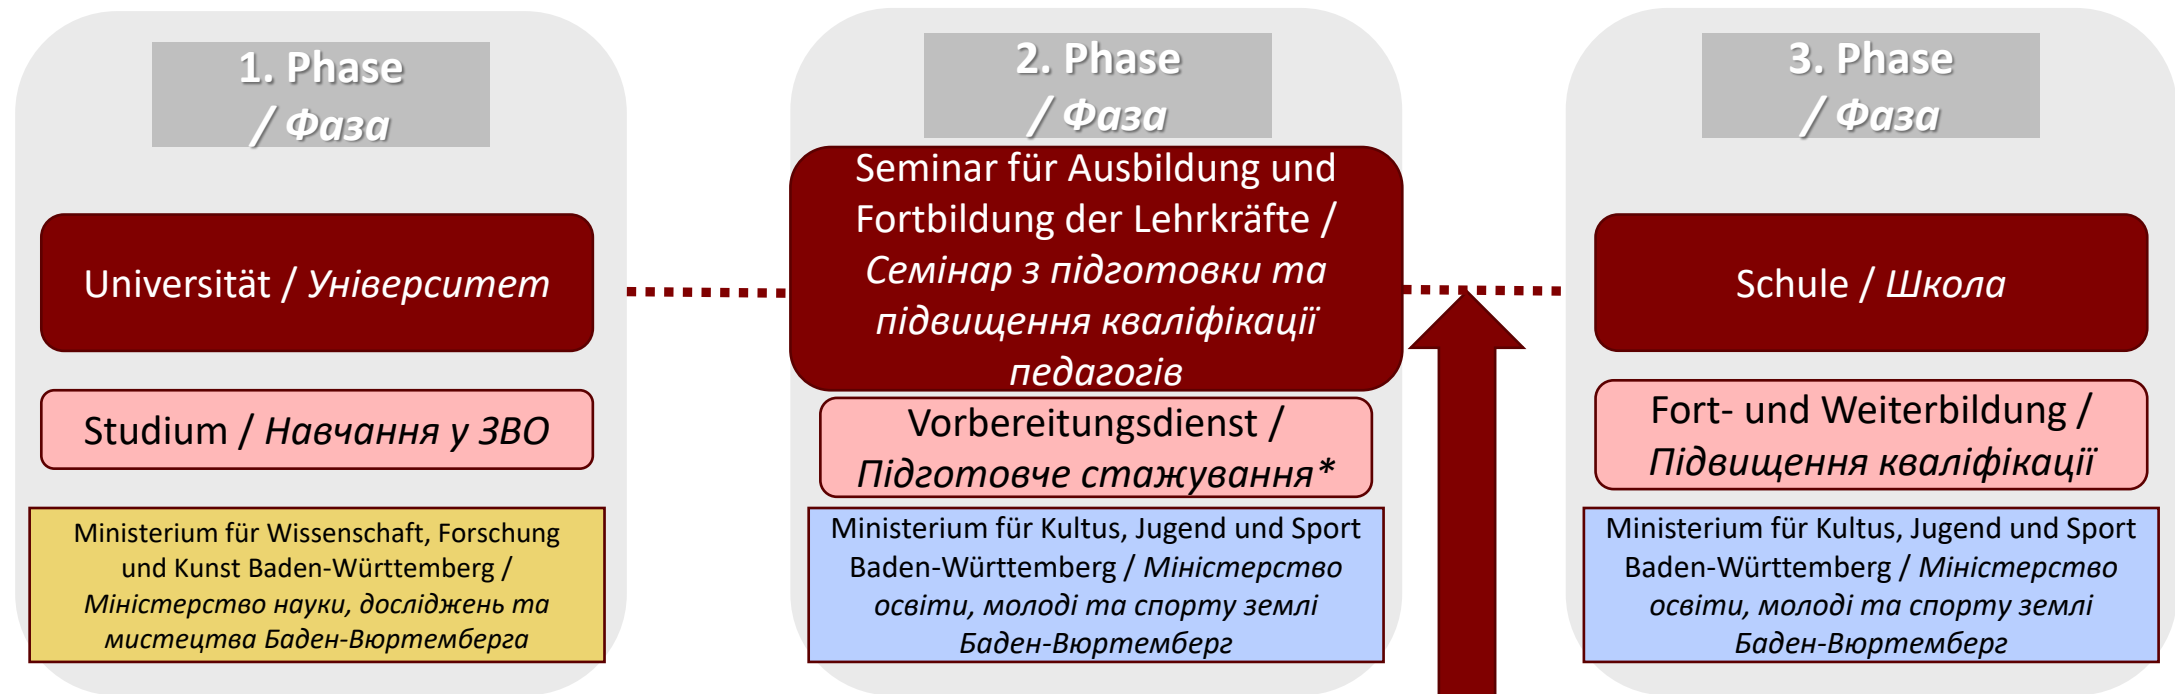 1. Phase
/ Фаза
Universität / Університет
Studium / Навчання у ЗВО
Ministerium für Wissenschaft, Forschung
und Kunst Baden-Württemberg /
Міністерство науки, досліджень та
мистецтва Баден-Вюртемберга
2. Phase
/ Фаза
Seminar für Ausbildung und
Fortbildung der Lehrkräfte /
Семінар з підготовки та
підвищення кваліфікації
педагогів
Vorbereitungsdienst /
Підготовче стажування*
Ministerium für Kultus, Jugend und Sport
Baden-Württemberg / Міністерство
освіти, молоді та спорту землі
Баден-Вюртемберг
3. Phase
/ Фаза
Schule / Школа
Fort- und Weiterbildung /
Підвищення кваліфікації
Ministerium für Kultus, Jugend und Sport
Baden-Württemberg / Міністерство
освіти, молоді та спорту землі
Баден-Вюртемберг